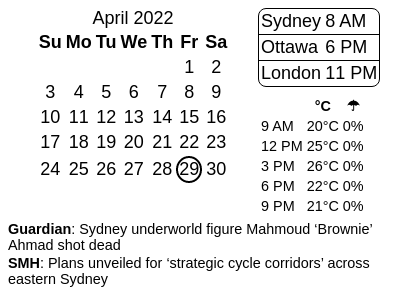 April 2022
Su Mo Tu We Th Fr Sa
1 2
3 4 5 6 7 8 9
10 11 12 13 14 15 16
17 18 19 20 21 22 23
24 25 26 27 28 29 30
Sydney 8 AM
Ottawa 6 PM
London 11 PM
°C ☂
9 AM 20°C 0%
12 PM 25°C 0%
3 PM 26°C 0%
6 PM 22°C 0%
9 PM 21°C 0%
Guardian: Sydney underworld figure Mahmoud ‘Brownie’
Ahmad shot dead
SMH: Plans unveiled for ‘strategic cycle corridors’ across
eastern Sydney